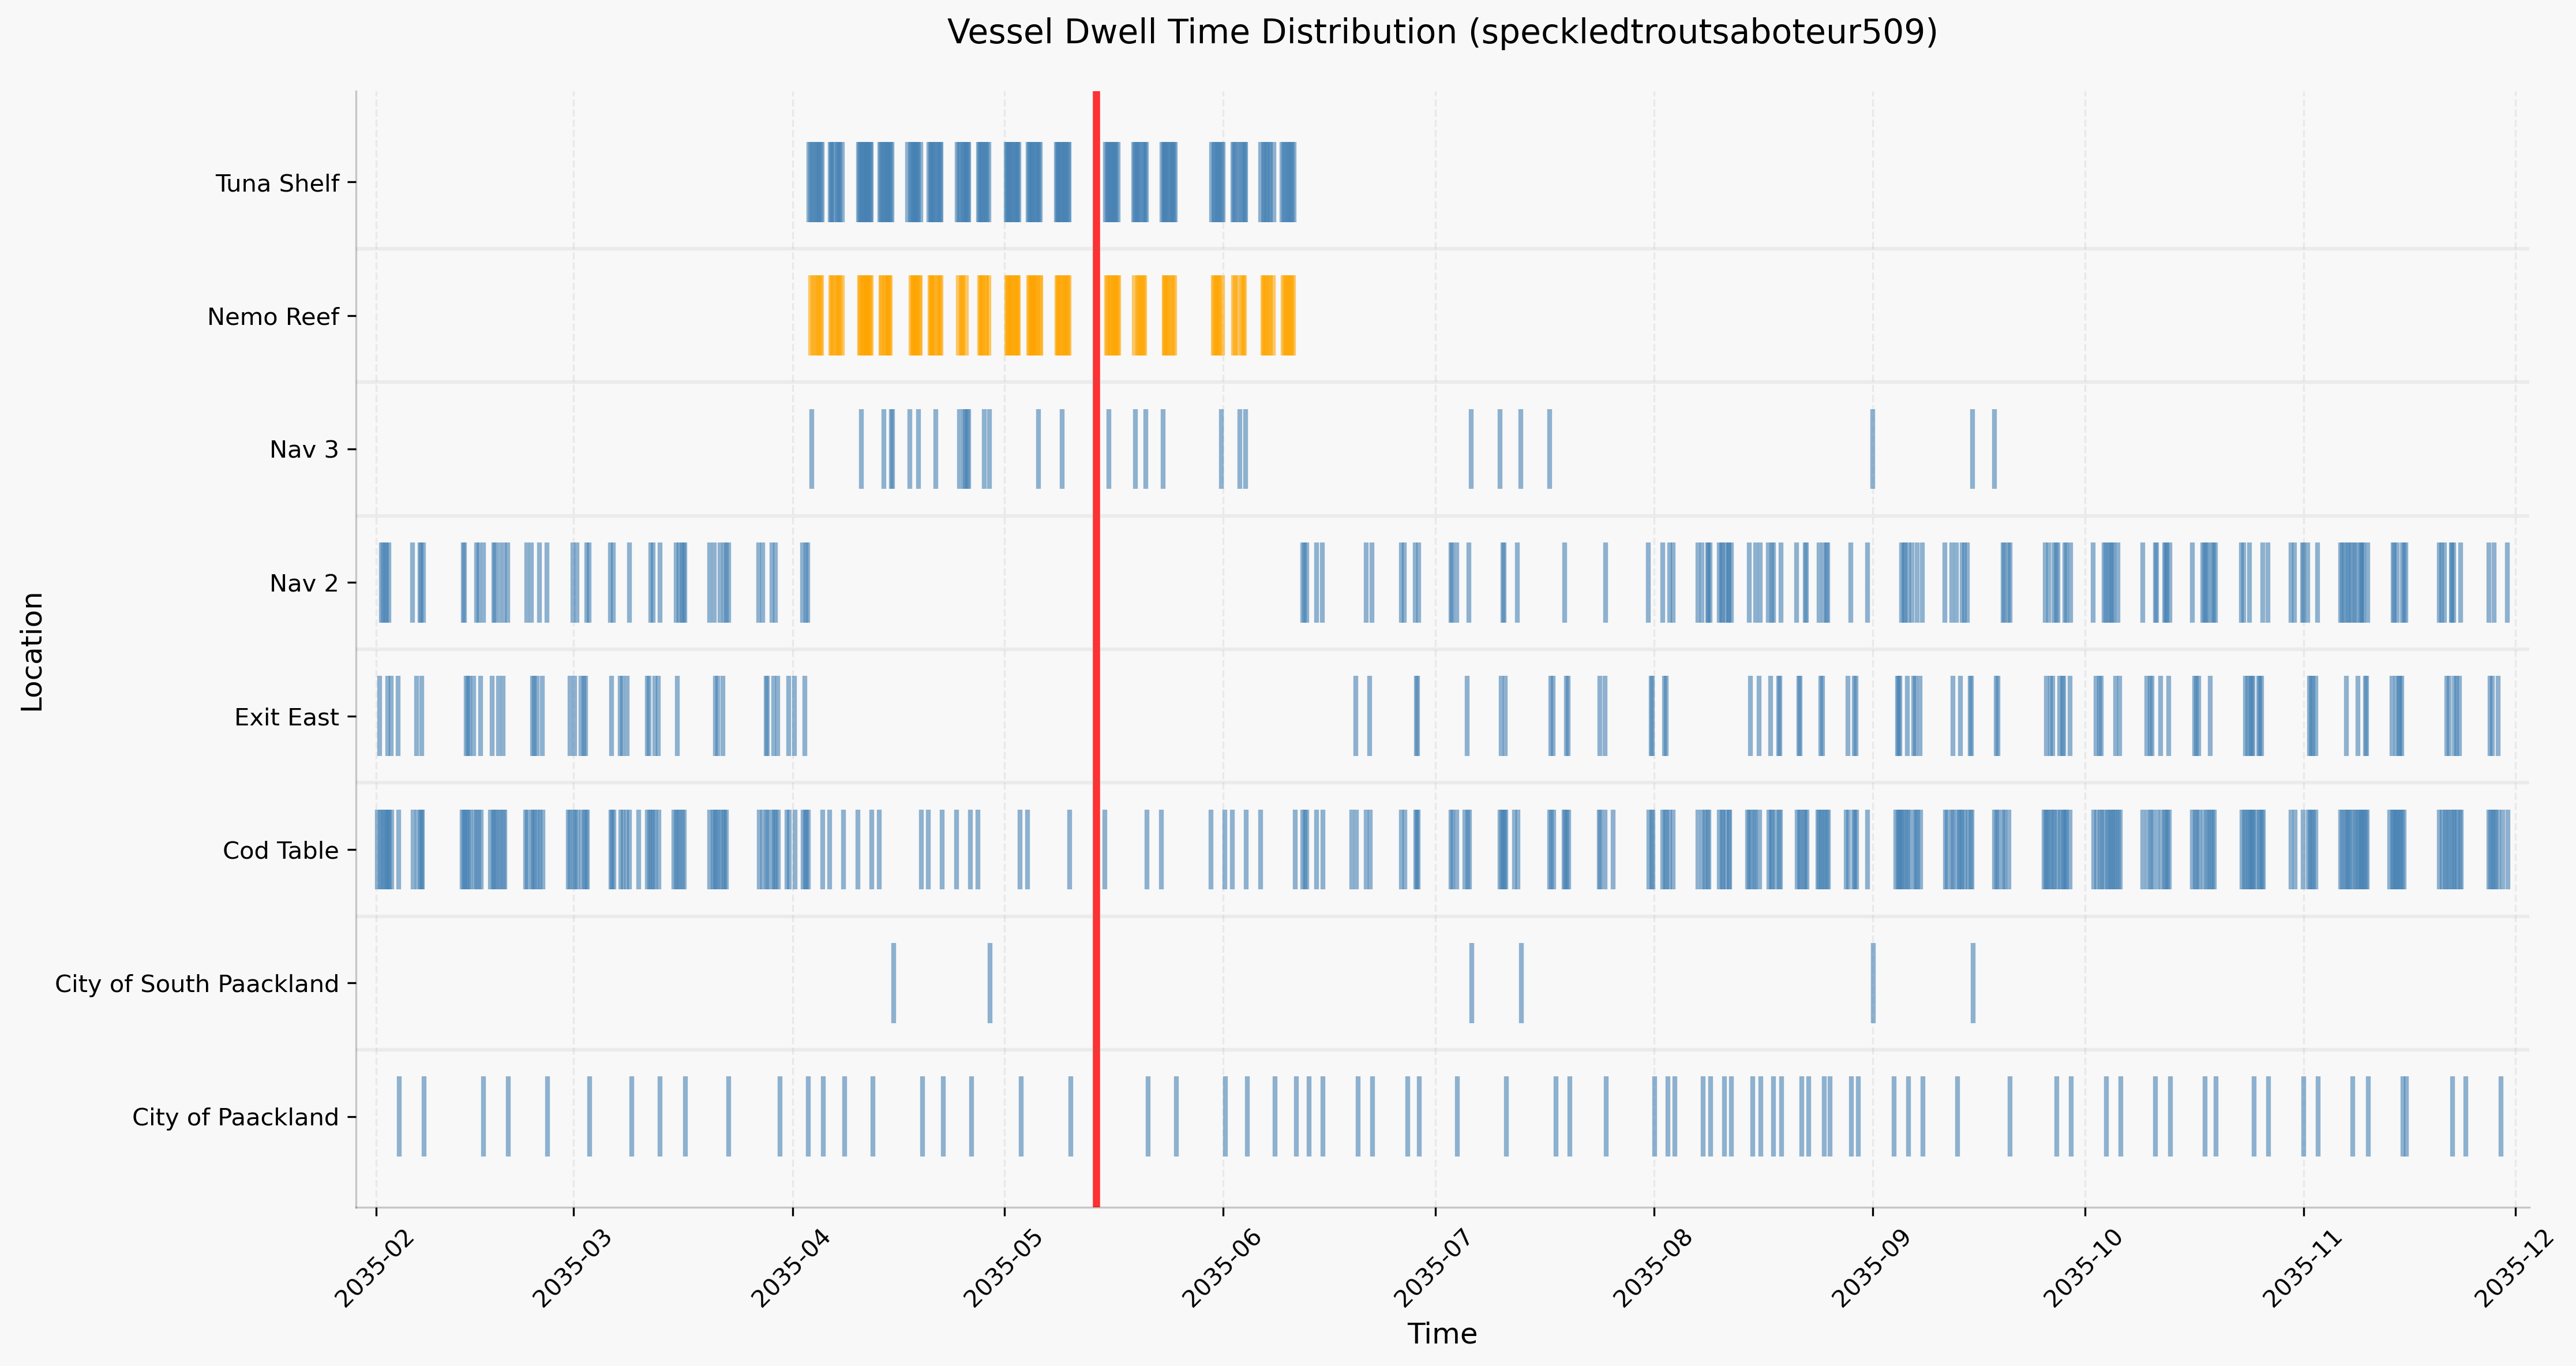 Vessel Dwell Time Distribution (speckledtroutsaboteur509)
Location
Tuna Shelf
Nemo Reef
Nav 3
Nav 2
Exit East
Cod Table
City of South Paackland
City of Paackland
2035-02
2035-03
2035-04
2035-05
2035-06
2035-07
2035-08
2035-09
2035-10
2035-11
2035-12
Time